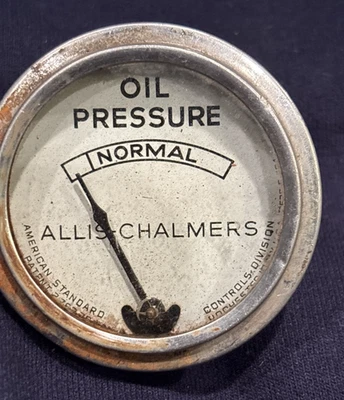 OIL
PRESSURE
NORMAL
ALLIS-CHALMERS
AMERICAN STANDARD
CONTROLS DIVISION